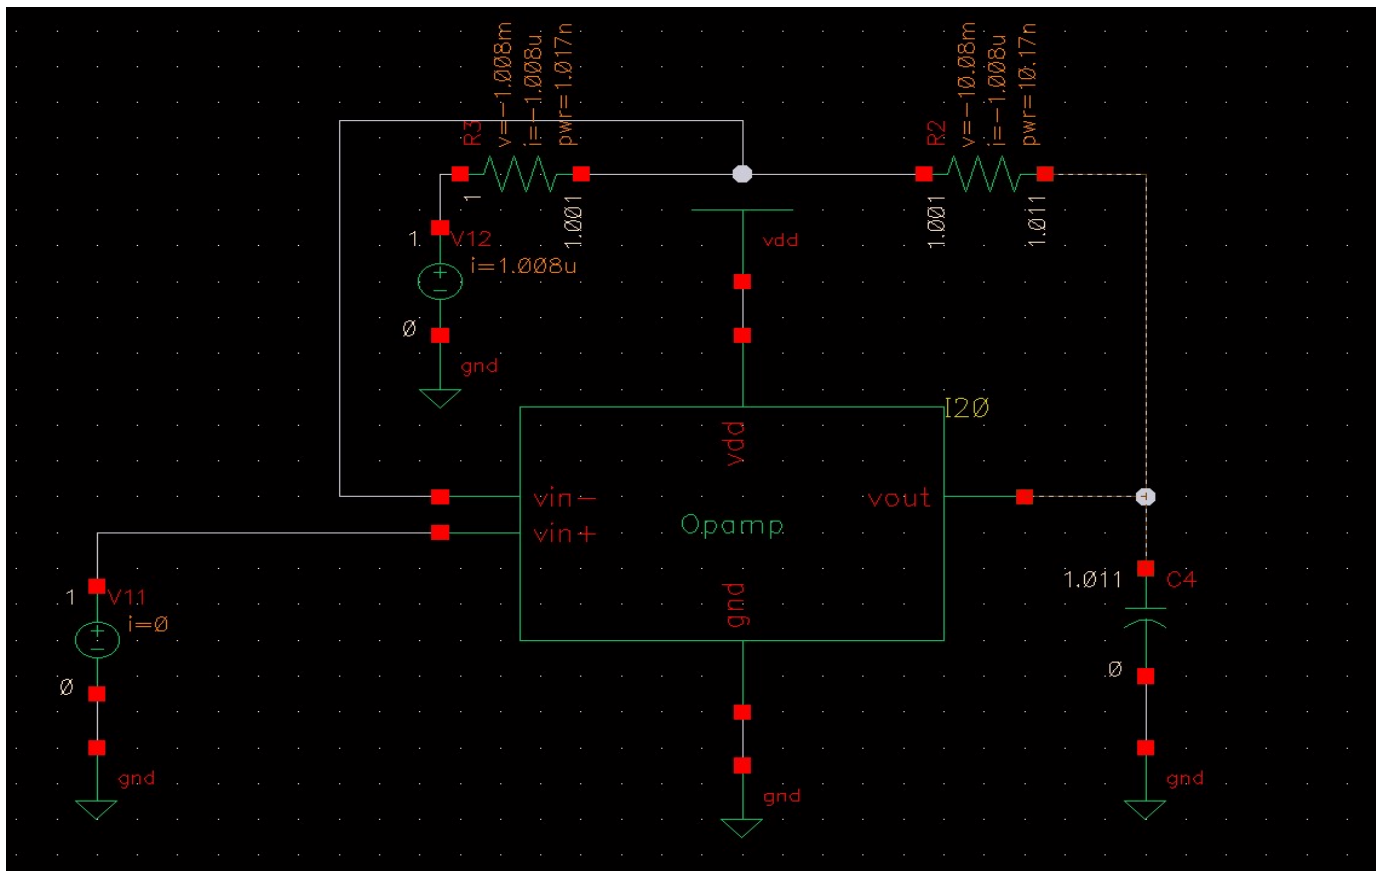 R3
v=-1.008m
i=-1.008u
pwr=1.017n
R2
v=-10.08m
i=-1.008u
pwr=10.17n
1
1.001
1.001
1.011
1
V12
i=1.008u
0
gnd
vdd
I20
vdd
vin-
vin+
Opamp
vout
gnd
1
V11
i=0
0
gnd
gnd
1.011
C4
0
gnd